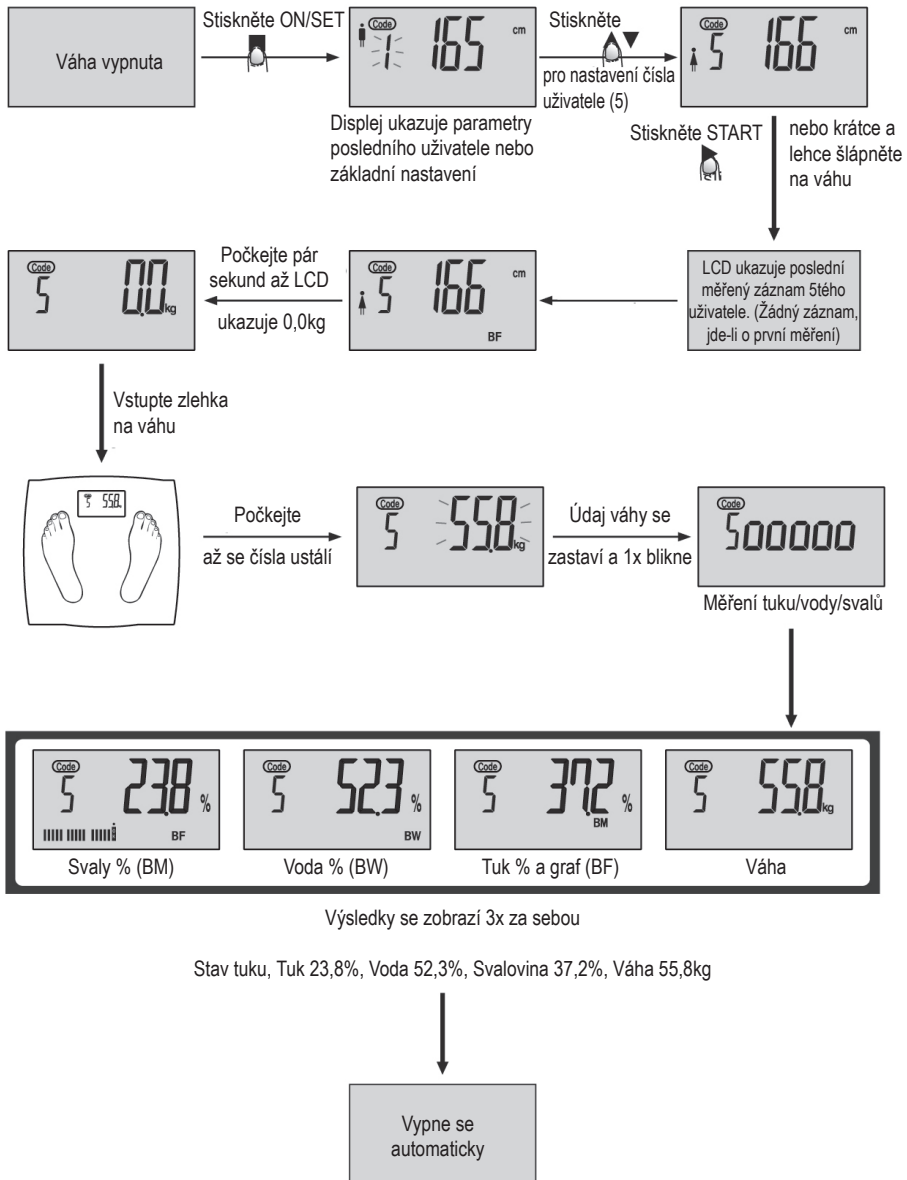 Váha vypnuta
Stiskněte ON/SET
Code
1 165 cm
Displej ukazuje parametry
posledního uživatele nebo
základní nastavení
Stiskněte
pro nastavení čísla
uživatele (5)
Code
5 166 cm
Stiskněte START
nebo krátce a
lehce šlápněte
na váhu
LCD ukazuje poslední
měřený záznam 5tého
uživatele. (Žádný záznam,
jde-li o první měření)
Code
5 166 cm
BF
Počkejte pár
sekund až LCD
ukazuje 0,0kg
Code
5 0.0 kg
Vstupte zlehka
na váhu
5 55.8
Počkejte
až se čísla ustálí
Code
5 55.8 kg
Údaj váhy se
zastaví a 1x blikne
Code
5 ooooo
Měření tuku/vody/svalů
Code
5 23.8 %
BF
Svaly % (BM)
Code
5 52.3 %
BW
Voda % (BW)
Code
5 37.2 %
BM
Tuk % a graf (BF)
Code
5 55.8 kg
Váha
Výsledky se zobrazí 3x za sebou
Stav tuku, Tuk 23,8%, Voda 52,3%, Svalovina 37,2%, Váha 55,8kg
Vypne se
automaticky